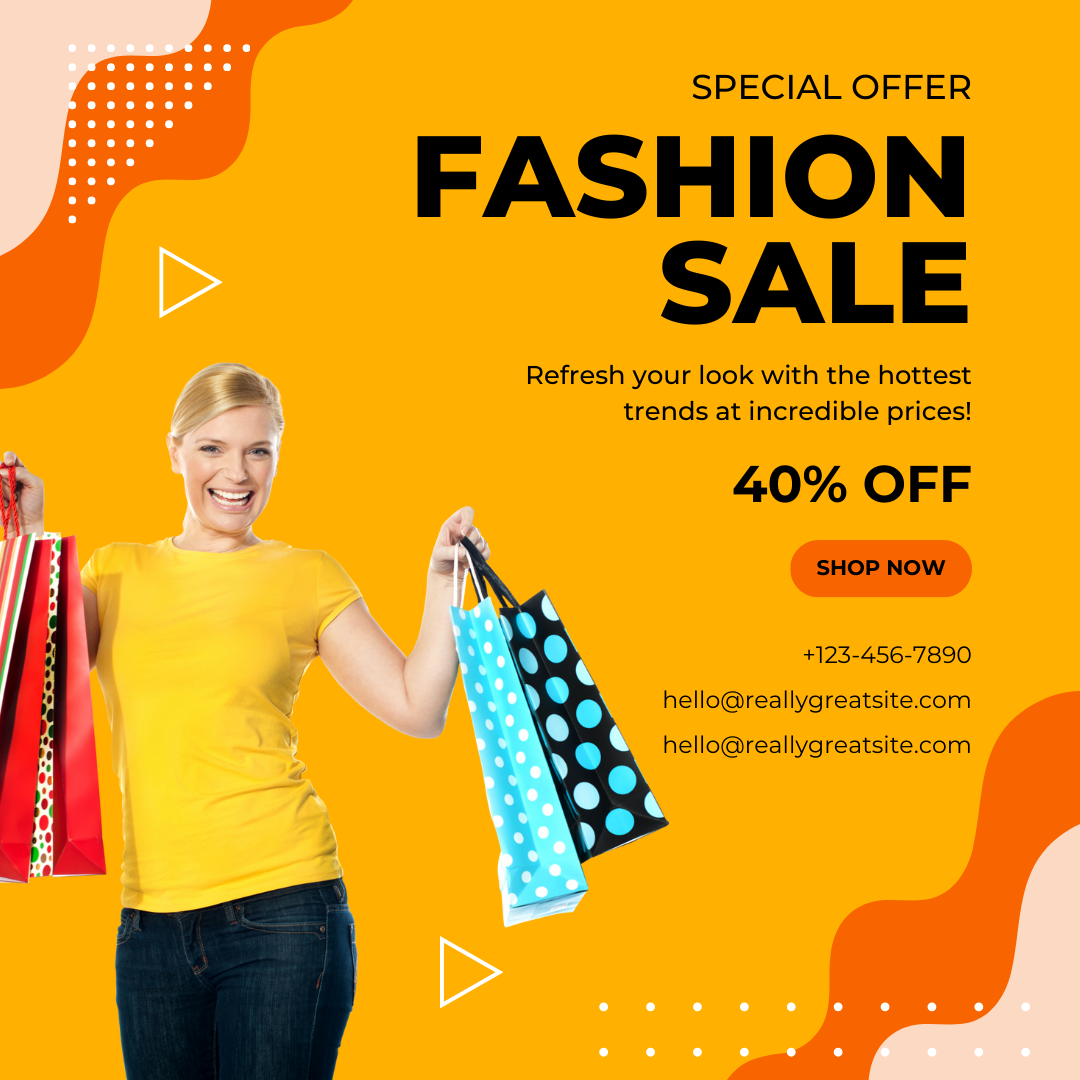 SPECIAL OFFER
FASHION
SALE
Refresh your look with the hottest
trends at incredible prices!
40% OFF
SHOP NOW
+123-456-7890
hello@reallygreatsite.com
hello@reallygreatsite.com